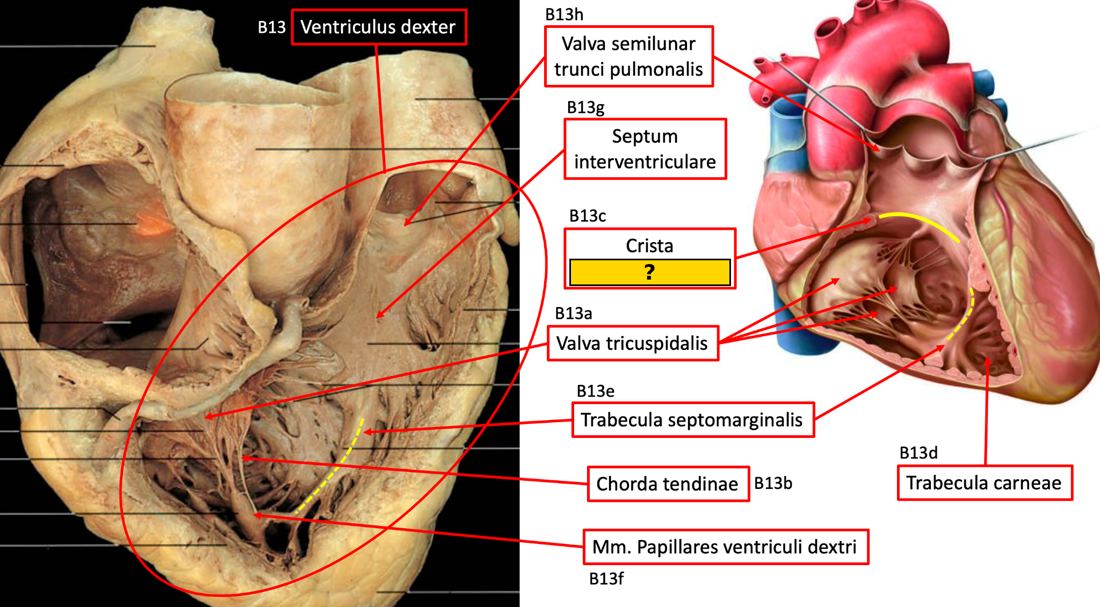 B13
Ventriculus dexter
B13h
Valva semilunar
trunci pulmonalis
B13g
Septum
interventriculare
B13c
Crista
?
B13a
Valva tricuspidalis
B13e
Trabecula septomarginalis
B13d
Trabecula carneae
Chorda tendinae
B13b
Mm. Papillares ventriculi dextri
B13f